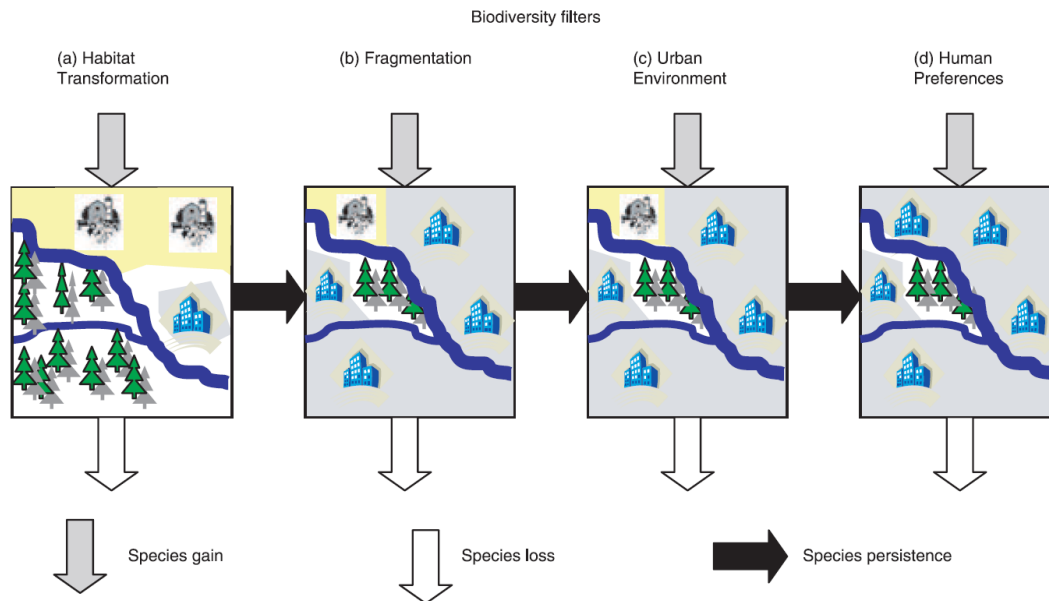 Biodiversity filters
(a) Habitat
Transformation
(b) Fragmentation
(c) Urban
Environment
(d) Human
Preferences
Species gain
Species loss
Species persistence